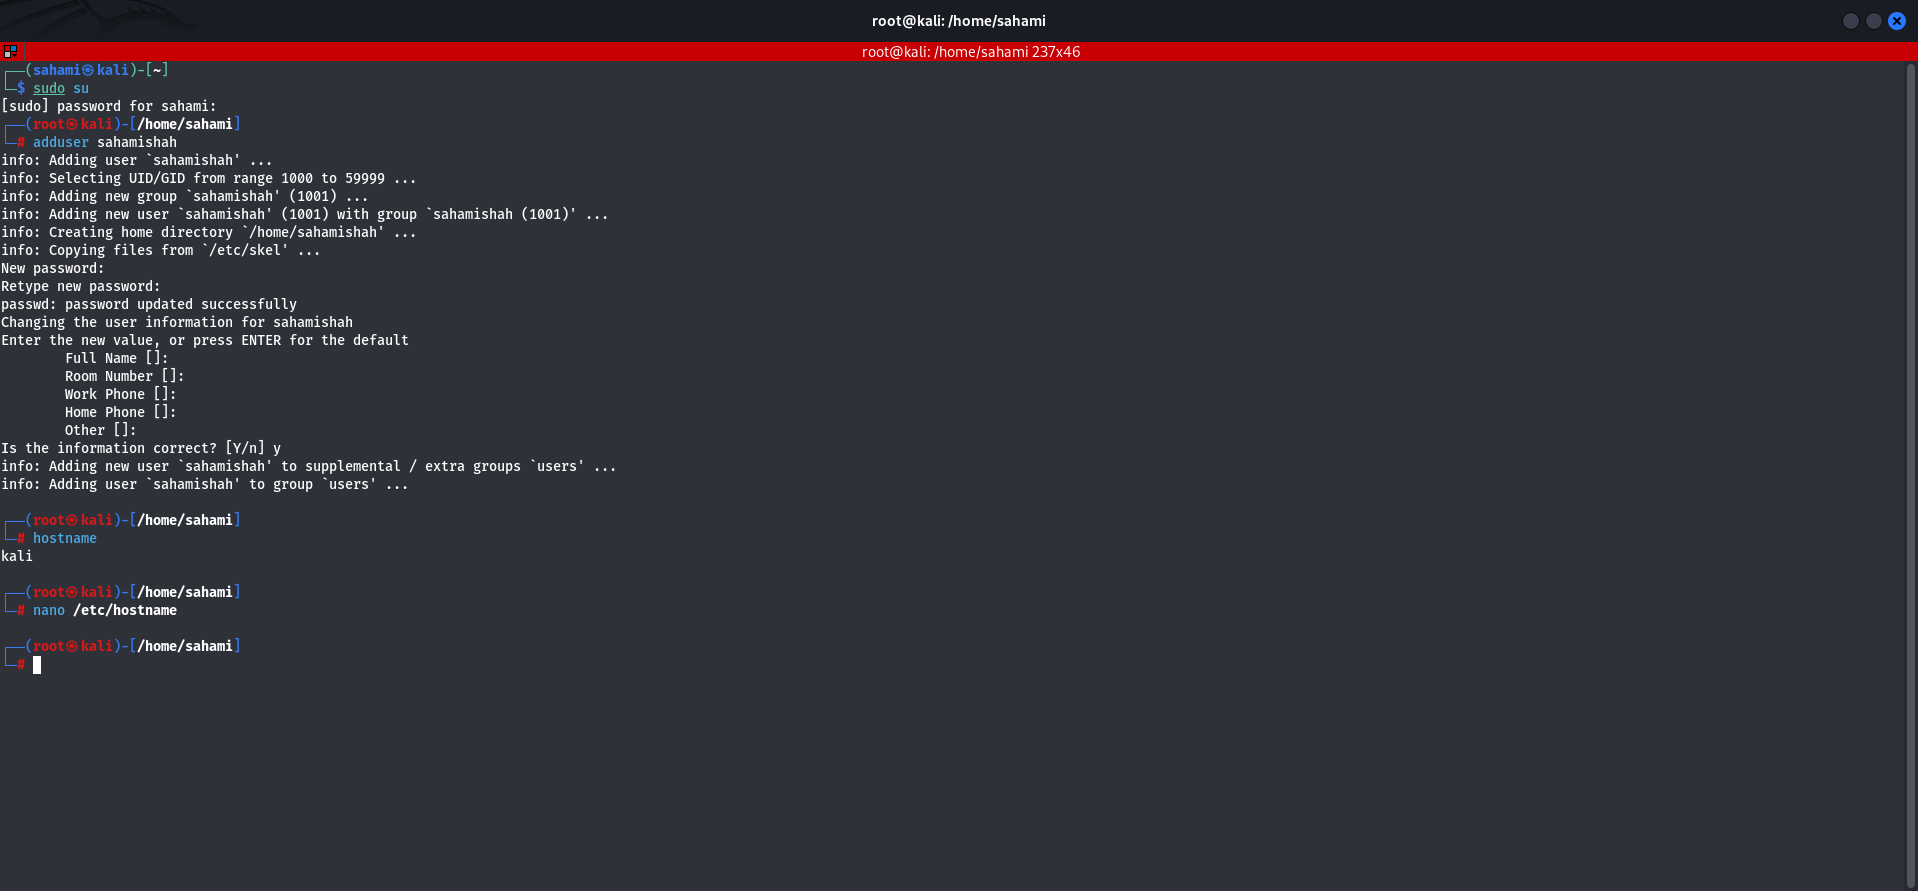 root@kali: /home/sahami
root@kali: /home/sahami 237x46
┌──(sahami㉿kali)-[~]
└─$ sudo su
[sudo] password for sahami:
┌──(root㉿kali)-[/home/sahami]
└─# adduser sahamishah
info: Adding user `sahamishah' ...
info: Selecting UID/GID from range 1000 to 59999 ...
info: Adding new group `sahamishah' (1001) ...
info: Adding new user `sahamishah' (1001) with group `sahamishah (1001)' ...
info: Creating home directory `/home/sahamishah' ...
info: Copying files from `/etc/skel' ...
New password:
Retype new password:
passwd: password updated successfully
Changing the user information for sahamishah
Enter the new value, or press ENTER for the default
        Full Name []:
        Room Number []:
        Work Phone []:
        Home Phone []:
        Other []:
Is the information correct? [Y/n] y
info: Adding new user `sahamishah' to supplemental / extra groups `users' ...
info: Adding user `sahamishah' to group `users' ...
┌──(root㉿kali)-[/home/sahami]
└─# hostname
kali
┌──(root㉿kali)-[/home/sahami]
└─# nano /etc/hostname
┌──(root㉿kali)-[/home/sahami]
└─#